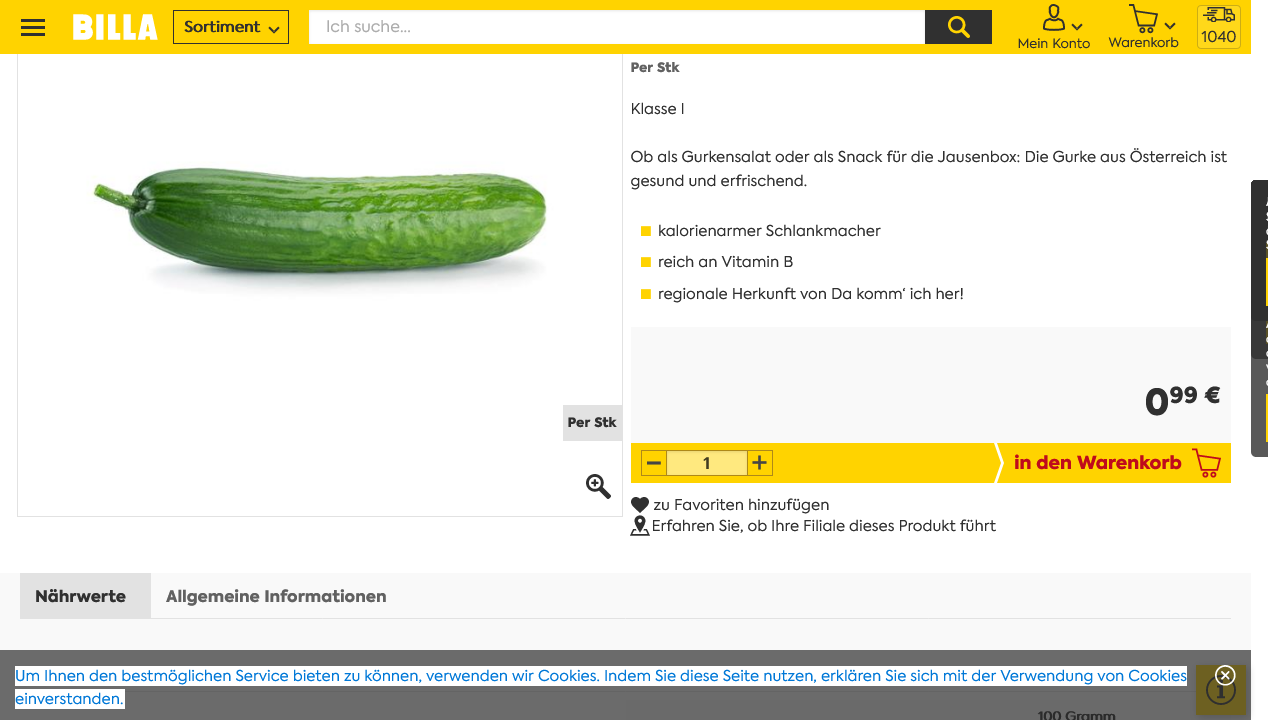 BILLA
Sortiment
Ich suche...
Mein Konto
Warenkorb
1040
Per Stk
Klasse I
Ob als Gurkensalat oder als Snack für die Jausenbox: Die Gurke aus Österreich ist
gesund und erfrischend.
kalorienarmer Schlankmacher
reich an Vitamin B
regionale Herkunft von Da komm‘ ich her!
0 99 €
Per Stk
1
in den Warenkorb
zu Favoriten hinzufügen
Erfahren Sie, ob Ihre Filiale dieses Produkt führt
Nährwerte
Allgemeine Informationen
Um Ihnen den bestmöglichen Service bieten zu können, verwenden wir Cookies. Indem Sie diese Seite nutzen, erklären Sie sich mit der Verwendung von Cookies
einverstanden.
100 Gramm